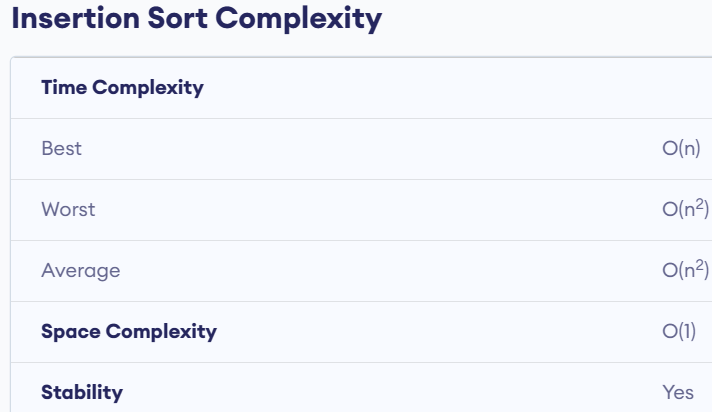 Insertion Sort Complexity
Time Complexity
Best O(n)
Worst O(n²)
Average O(n²)
Space Complexity O(1)
Stability Yes